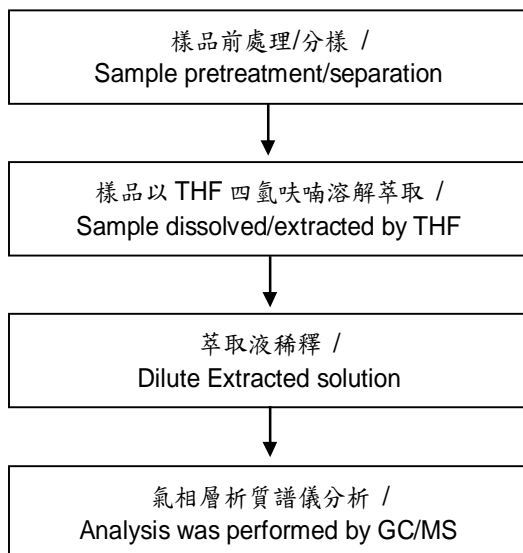 樣品前處理/分樣 /
Sample pretreatment/separation
樣品以 THF 四氫呋喃溶解萃取 /
Sample dissolved/extracted by THF
萃取液稀釋 /
Dilute Extracted solution
氣相層析質譜儀分析 /
Analysis was performed by GC/MS